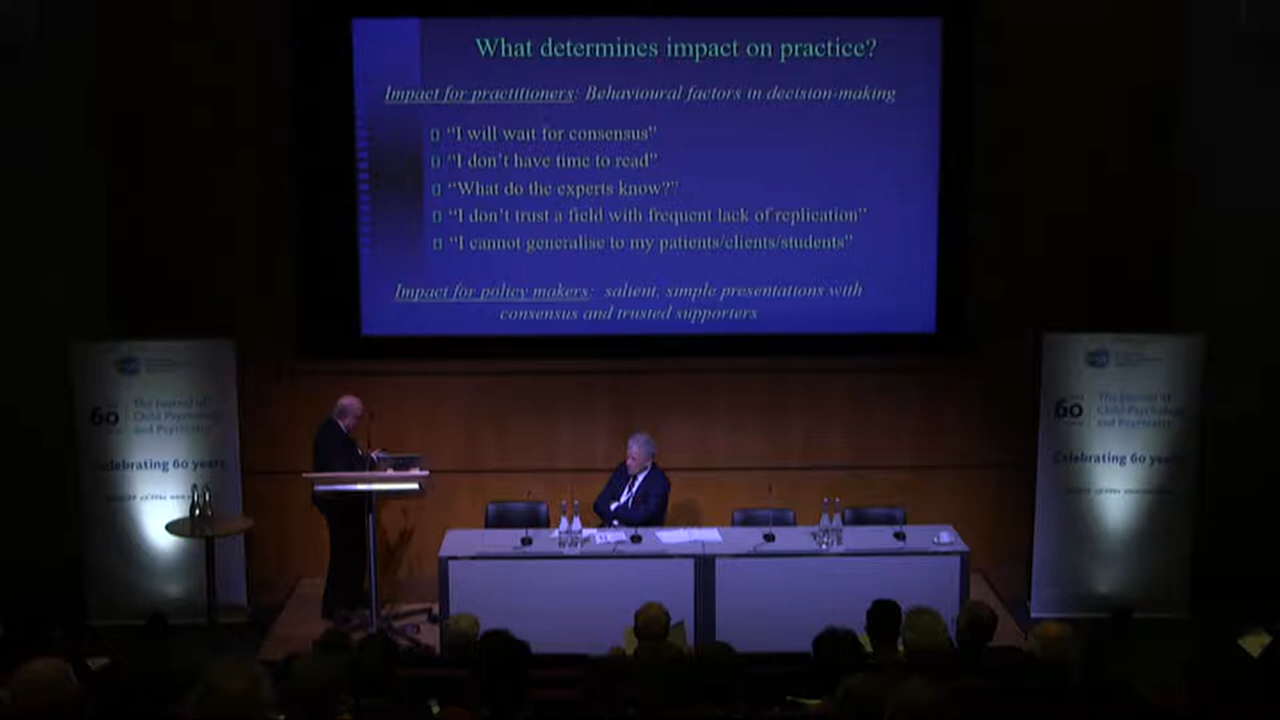 What determines impact on practice?
Impact for practitioners: Behavioural factors in decision-making
“I will wait for consensus”
“I don’t have time to read”
“What do the experts know?”
“I don’t trust a field with frequent lack of replication”
“I cannot generalise to my patients/clients/students”
Impact for policy makers: salient, simple presentations with
consensus and trusted supporters
60
The Journal of
Child Psychology
and Psychiatry
Celebrating 60 years
60
The Journal of
Child Psychology
and Psychiatry
Celebrating 60 years